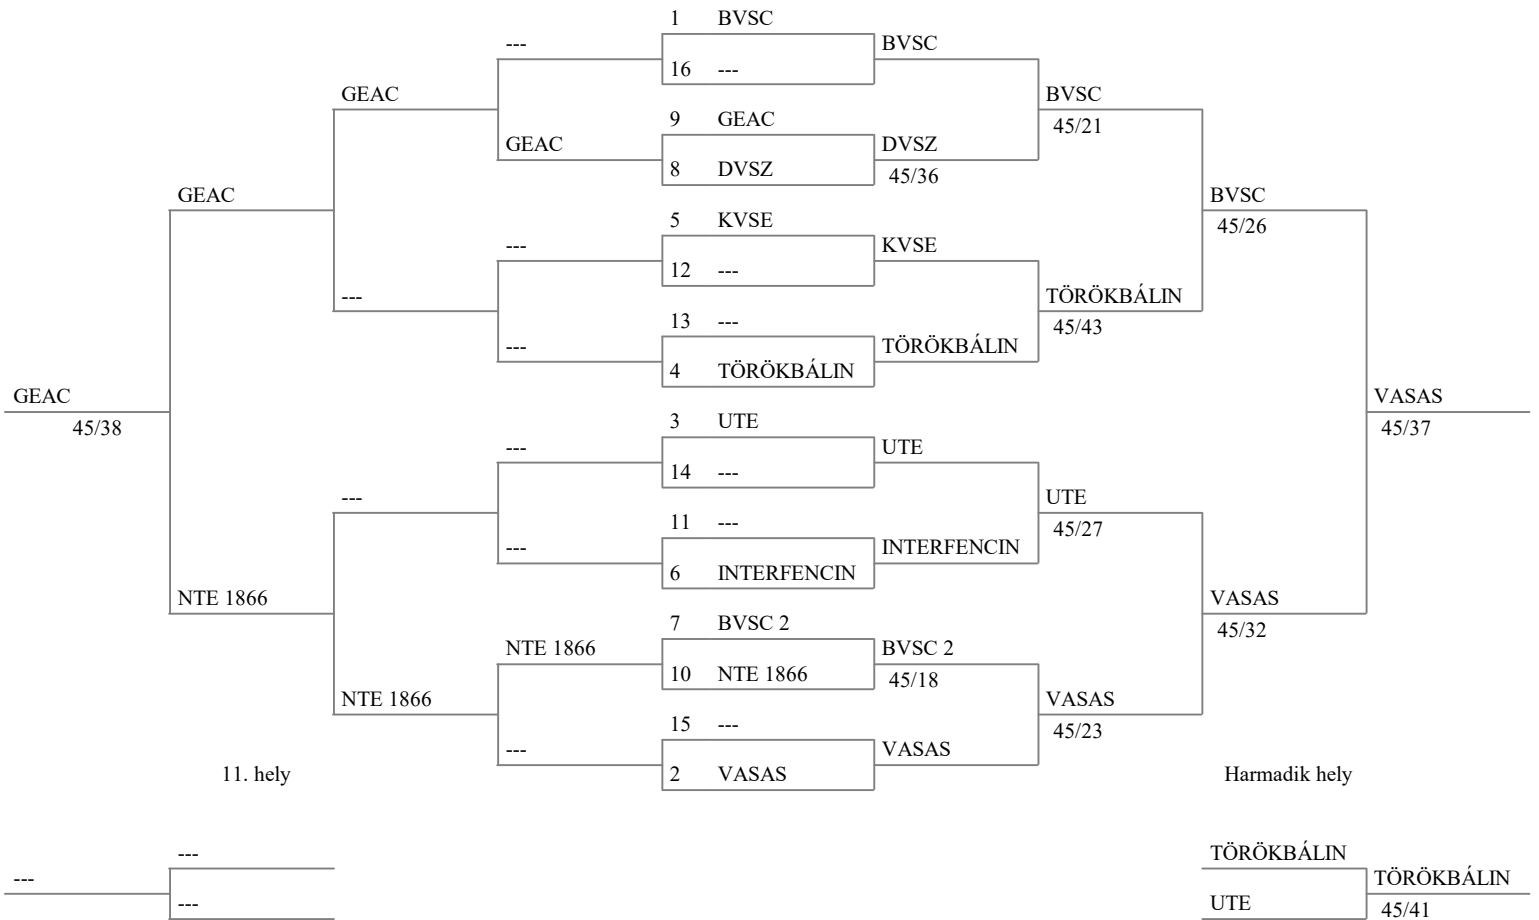 1 BVSC
--- BVSC
16 ---
GEAC BVSC
9 GEAC 45/21
GEAC DVSZ
8 DVSZ 45/36
GEAC BVSC
5 KVSE 45/26
--- KVSE
12 ---
--- TÖRÖKBÁLIN
13 --- 45/43
--- TÖRÖKBÁLIN
4 TÖRÖKBÁLIN
GEAC VASAS
45/38 3 UTE 45/37
--- UTE
14 ---
--- UTE
11 --- 45/27
--- INTERFENCIN
6 INTERFENCIN
NTE 1866 VASAS
7 BVSC 2 45/32
NTE 1866 BVSC 2
10 NTE 1866 45/18
NTE 1866 VASAS
15 --- 45/23
--- VASAS
11. hely 2 VASAS Harmadik hely
--- TÖRÖKBÁLIN
--- TÖRÖKBÁLIN
--- UTE 45/41